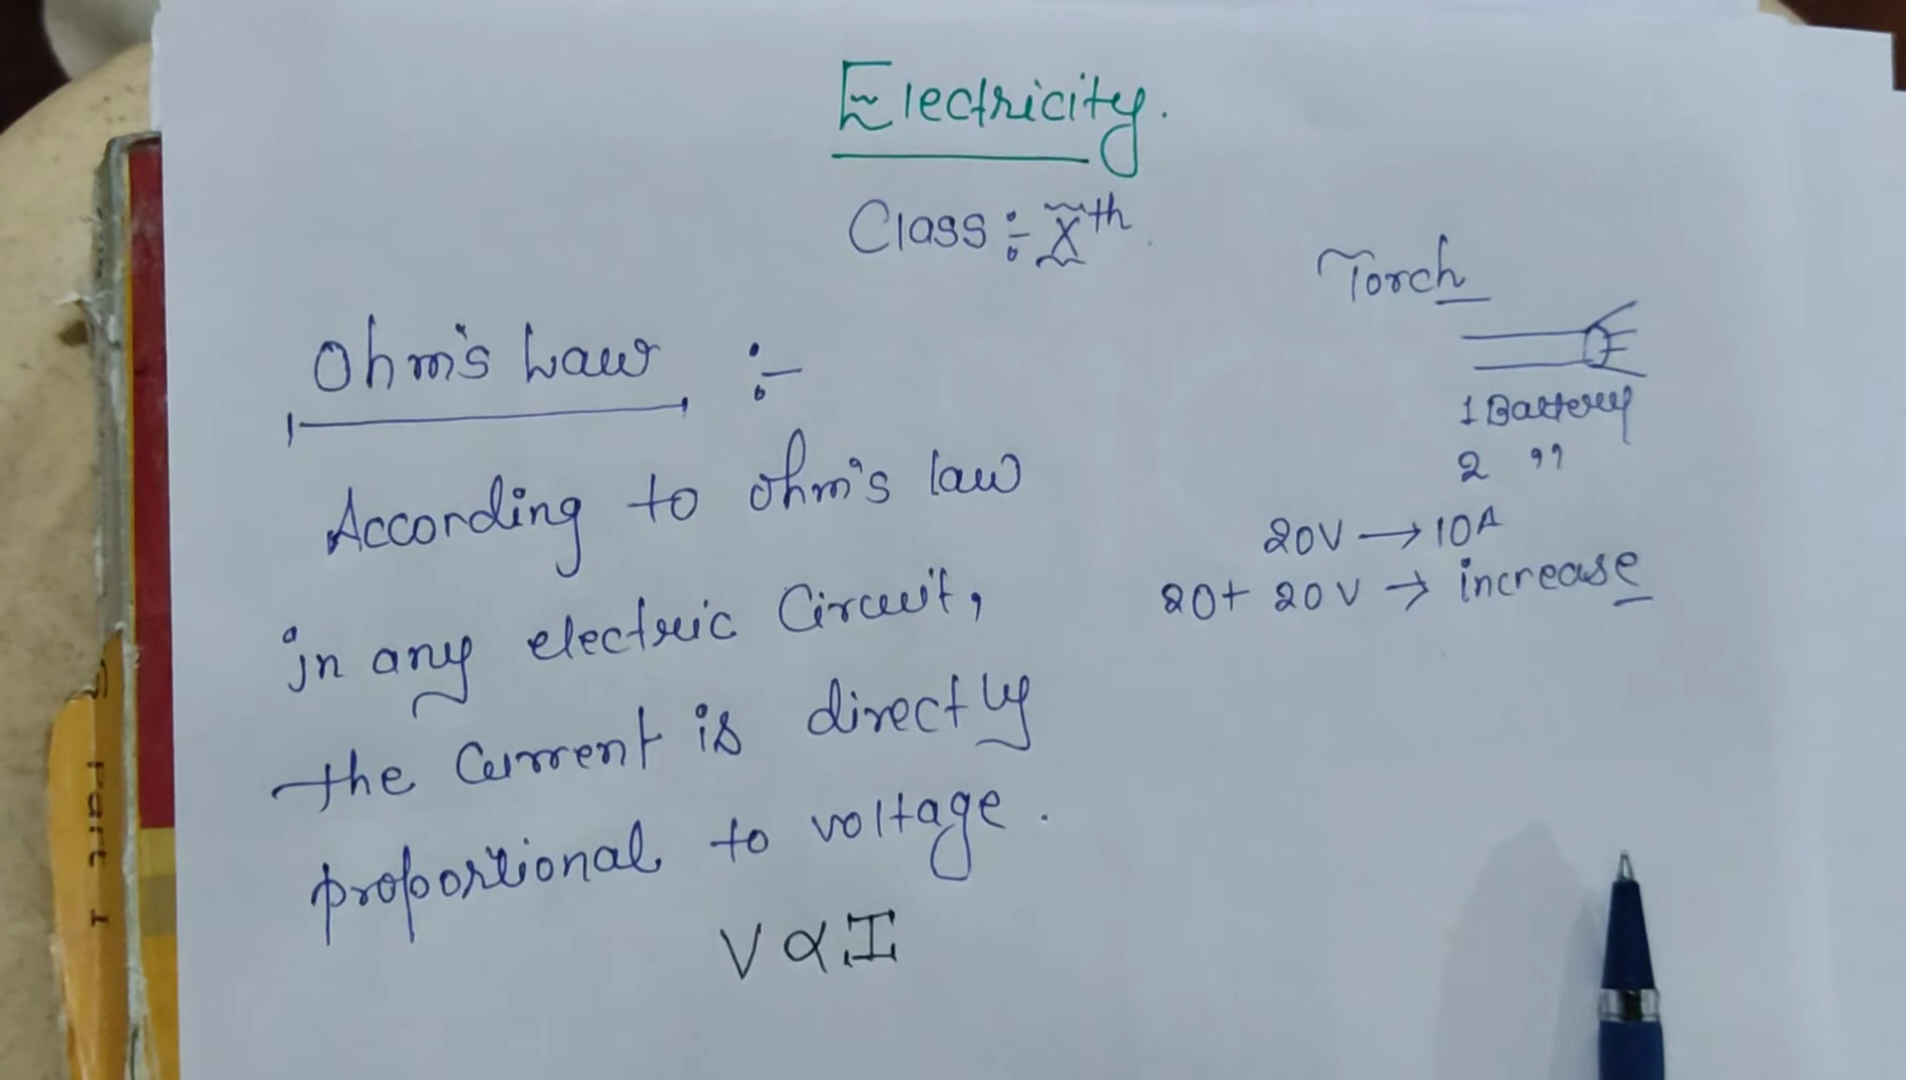 Electricity.
Class :- Xth
Ohm's Law :-
According to ohm's law
in any electric Circuit,
the Current is directly
proportional to voltage.
V ∝ I
Torch
1 Battery
2 "
20V → 10A
20+ 20V → increase
Part I